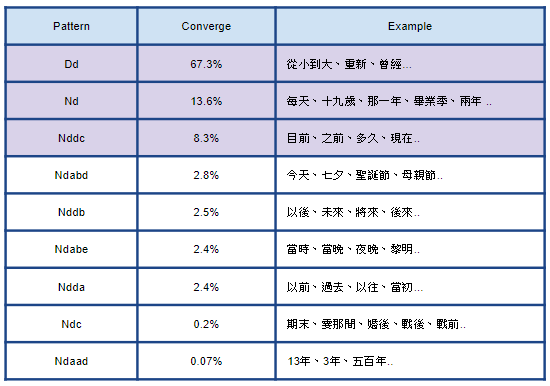 Pattern Converge Example
Dd 67.3% 從小到大、重新、曾經...
Nd 13.6% 每天、十九歲、那一年、畢業季、兩年 ..
Nddc 8.3% 目前、之前、多久、現在..
Ndabd 2.8% 今天、七夕、聖誕節、母親節..
Nddb 2.5% 以後、未來、將來、後來..
Ndabe 2.4% 當時、當晚、夜晚、黎明..
Ndda 2.4% 以前、過去、以往、當初...
Ndc 0.2% 期末、霎那間、婚後、戰後、戰前..
Ndaad 0.07% 13年、3年、五百年..